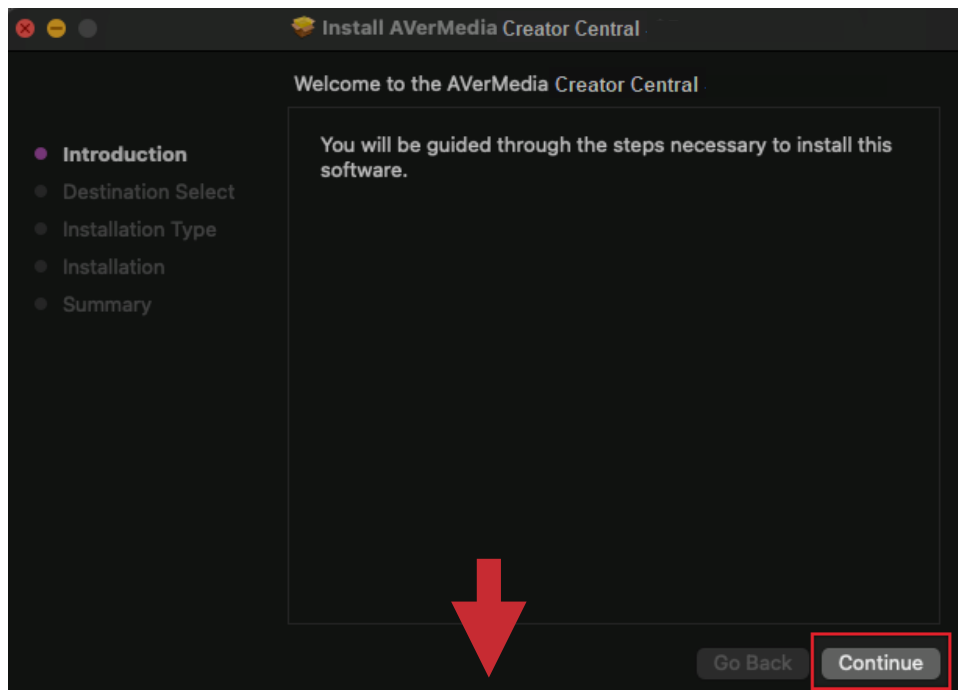 Install AVerMedia Creator Central
Welcome to the AVerMedia Creator Central
Introduction
Destination Select
Installation Type
Installation
Summary
You will be guided through the steps necessary to install this
software.
Go Back
Continue